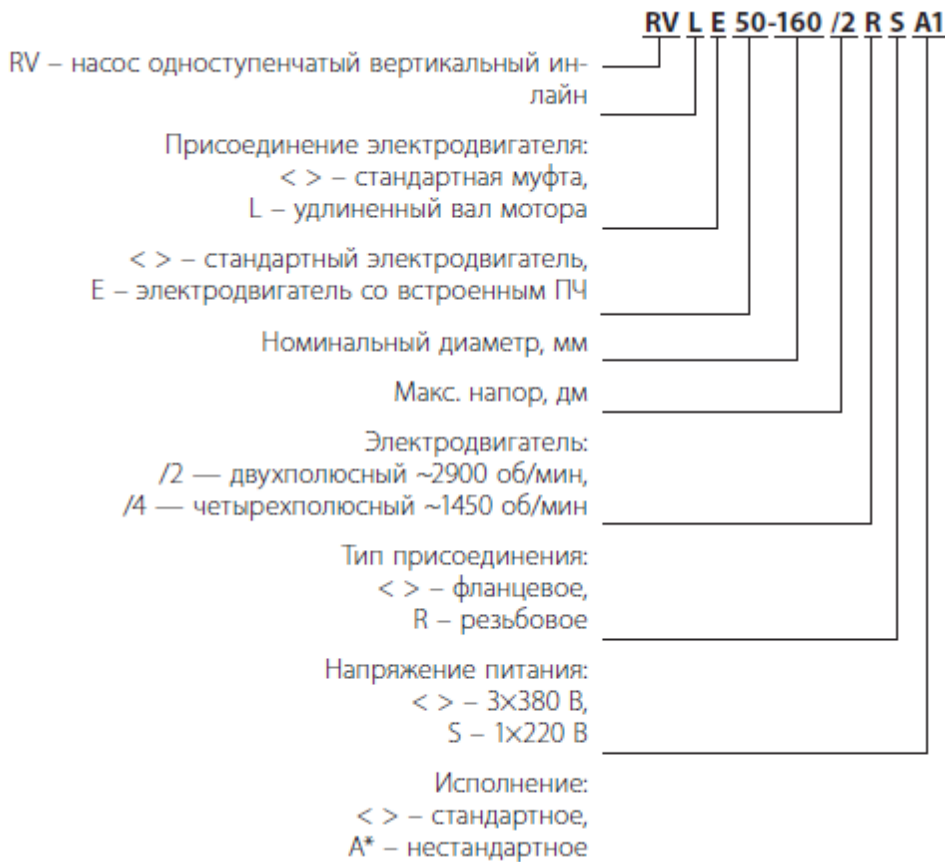 RV L E 50-160 /2 R S A1
RV – насос одноступенчатый вертикальный ин-
лайн
Присоединение электродвигателя:
< > – стандартная муфта,
L – удлиненный вал мотора
< > – стандартный электродвигатель,
E – электродвигатель со встроенным ПЧ
Номинальный диаметр, мм
Макс. напор, дм
Электродвигатель:
/2 — двухполюсный ~2900 об/мин,
/4 — четырехполюсный ~1450 об/мин
Тип присоединения:
< > – фланцевое,
R – резьбовое
Напряжение питания:
< > – 3×380 В,
S – 1×220 В
Исполнение:
< > – стандартное,
A* – нестандартное